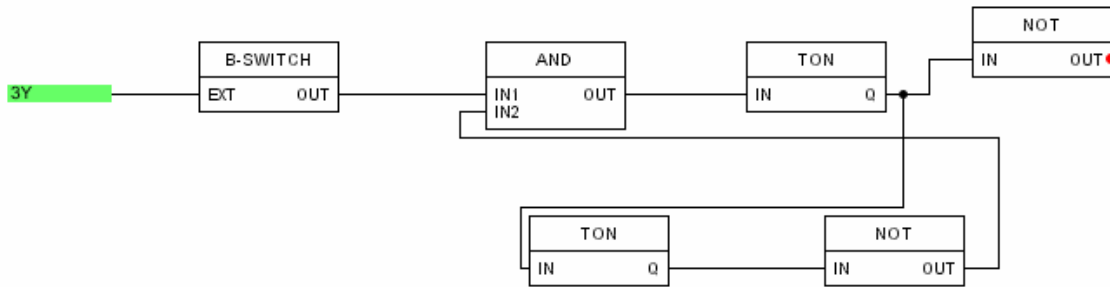 NOT
IN OUT
B-SWITCH
EXT OUT
AND
IN1 OUT
IN2
TON
IN Q
3Y
TON
IN Q
NOT
IN OUT